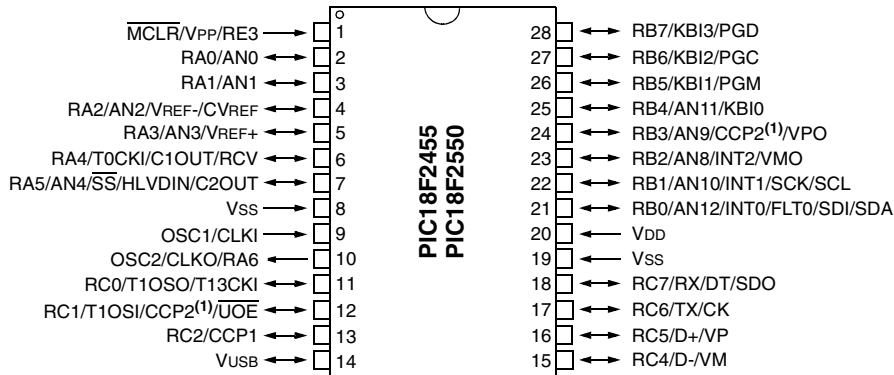 MCLR/VPP/RE3 1
RA0/AN0 2
RA1/AN1 3
RA2/AN2/VREF-/CVREF 4
RA3/AN3/VREF+ 5
RA4/T0CKI/C1OUT/RCV 6
RA5/AN4/SS/HLVDIN/C2OUT 7
VSS 8
OSC1/CLKI 9
OSC2/CLKO/RA6 10
RC0/T1OSO/T13CKI 11
RC1/T1OSI/CCP2(1)/UOE 12
RC2/CCP1 13
VUSB 14
PIC18F2455
PIC18F2550
28 RB7/KBI3/PGD
27 RB6/KBI2/PGC
26 RB5/KBI1/PGM
25 RB4/AN11/KBI0
24 RB3/AN9/CCP2(1)/VPO
23 RB2/AN8/INT2/VMO
22 RB1/AN10/INT1/SCK/SCL
21 RB0/AN12/INT0/FLT0/SDI/SDA
20 VDD
19 VSS
18 RC7/RX/DT/SDO
17 RC6/TX/CK
16 RC5/D+/VP
15 RC4/D-/VM